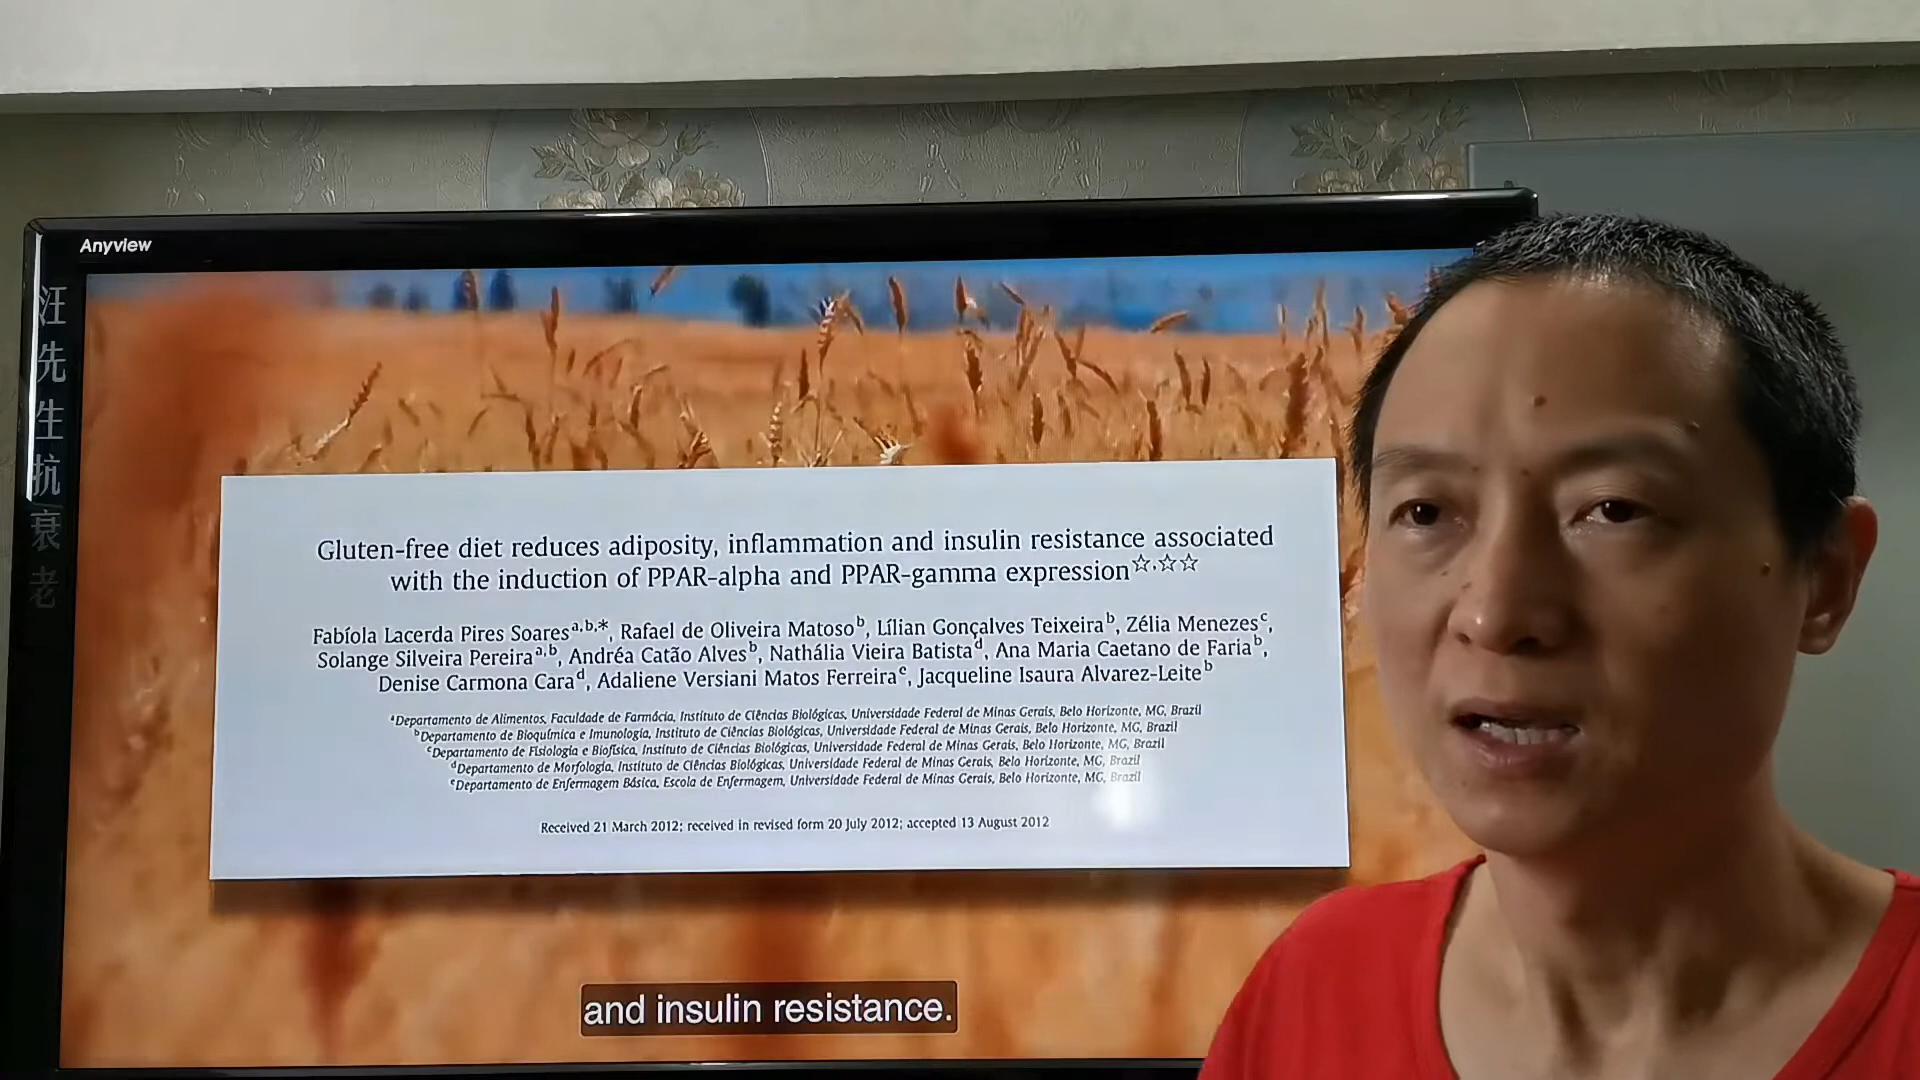 Anyview
汪先生抗衰老
Gluten-free diet reduces adiposity, inflammation and insulin resistance associated
with the induction of PPAR-alpha and PPAR-gamma expression☆,☆☆
Fabíola Lacerda Pires Soaresa,b,*, Rafael de Oliveira Matosob, Lílian Gonçalves Teixeirab, Zélia Menezesc,
Solange Silveira Pereiraa,b, Andréa Catão Alvesb, Nathália Vieira Batistad, Ana Maria Caetano de Fariab,
Denise Carmona Carad, Adaliene Versiani Matos Ferreirae, Jacqueline Isaura Alvarez-Leiteb
aDepartamento de Alimentos, Faculdade de Farmácia, Instituto de Ciências Biológicas, Universidade Federal de Minas Gerais, Belo Horizonte, MG, Brazil
bDepartamento de Bioquímica e Imunologia, Instituto de Ciências Biológicas, Universidade Federal de Minas Gerais, Belo Horizonte, MG, Brazil
cDepartamento de Fisiologia e Biofísica, Instituto de Ciências Biológicas, Universidade Federal de Minas Gerais, Belo Horizonte, MG, Brazil
dDepartamento de Morfologia, Instituto de Ciências Biológicas, Universidade Federal de Minas Gerais, Belo Horizonte, MG, Brazil
eDepartamento de Enfermagem Básica, Escola de Enfermagem, Universidade Federal de Minas Gerais, Belo Horizonte, MG, Brazil
Received 21 March 2012; received in revised form 20 July 2012; accepted 13 August 2012
and insulin resistance.